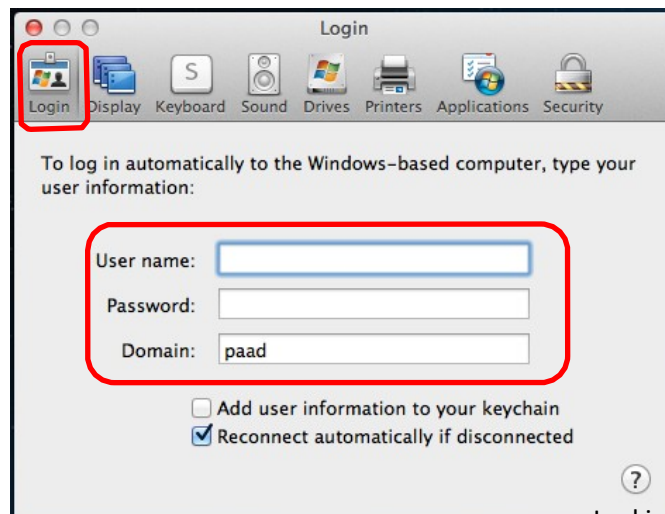 Login
S
Login Display Keyboard Sound Drives Printers Applications Security
To log in automatically to the Windows-based computer, type your
user information:
User name:
Password:
Domain: paad
Add user information to your keychain
Reconnect automatically if disconnected
?